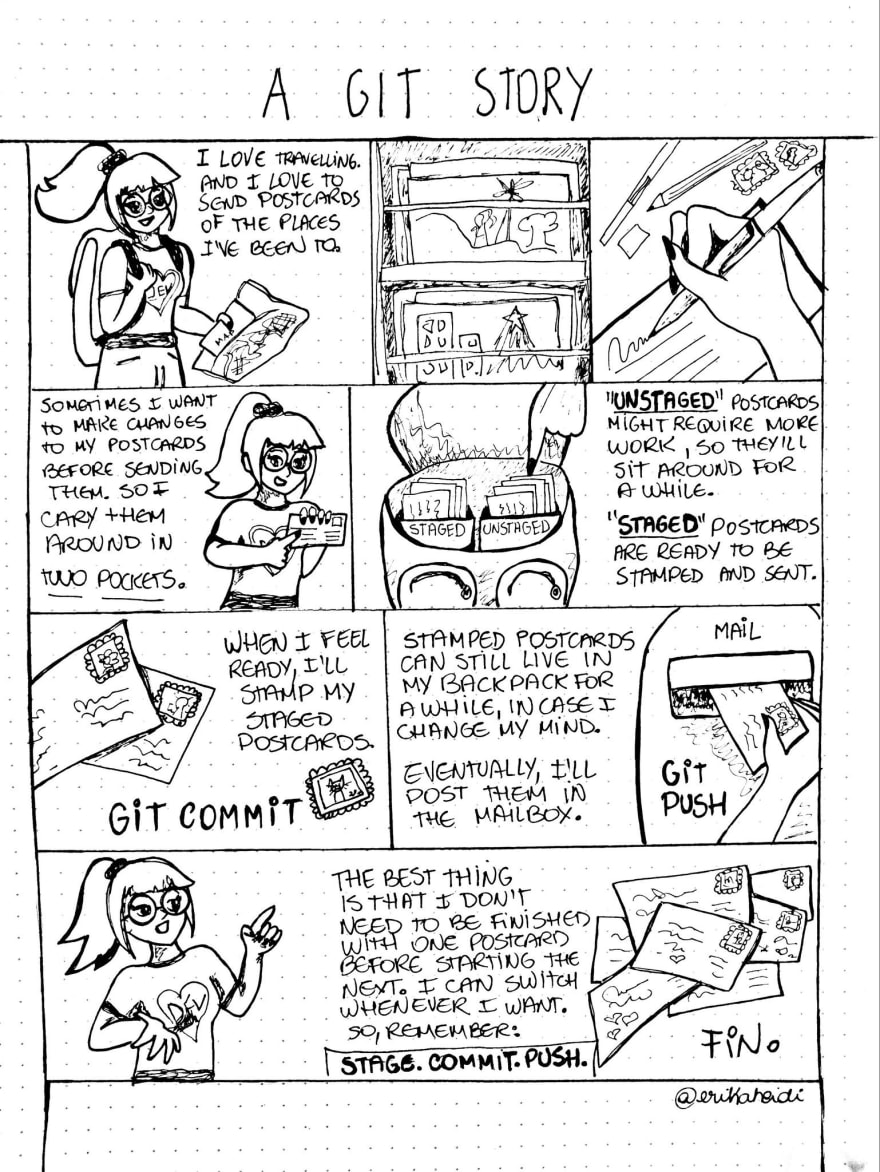 A GIT STORY
I LOVE TRAVELLING.
AND I LOVE TO
SEND POSTCARDS
OF THE PLACES
I'VE BEEN TO.
DEV
MAP
SOMETIMES I WANT
TO MAKE CHANGES
TO MY POSTCARDS
BEFORE SENDING
THEM. SO I
CARY THEM
AROUND IN
TWO POCKETS.
STAGED
UNSTAGED
"UNSTAGED" POSTCARDS
MIGHT REQUIRE MORE
WORK, SO THEY'LL
SIT AROUND FOR
A WHILE.
"STAGED" POSTCARDS
ARE READY TO BE
STAMPED AND SENT.
WHEN I FEEL
READY, I'LL
STAMP MY
STAGED
POSTCARDS.
GIT COMMIT
STAMPED POSTCARDS
CAN STILL LIVE IN
MY BACKPACK FOR
A WHILE, IN CASE I
CHANGE MY MIND.
EVENTUALLY, I'LL
POST THEM IN
THE MAILBOX.
MAIL
GIT
PUSH
DEV
THE BEST THING
IS THAT I DON'T
NEED TO BE FINISHED
WITH ONE POSTCARD
BEFORE STARTING THE
NEXT. I CAN SWITCH
WHENEVER I WANT.
SO, REMEMBER:
STAGE. COMMIT. PUSH.
FIN.
@erikaheidi